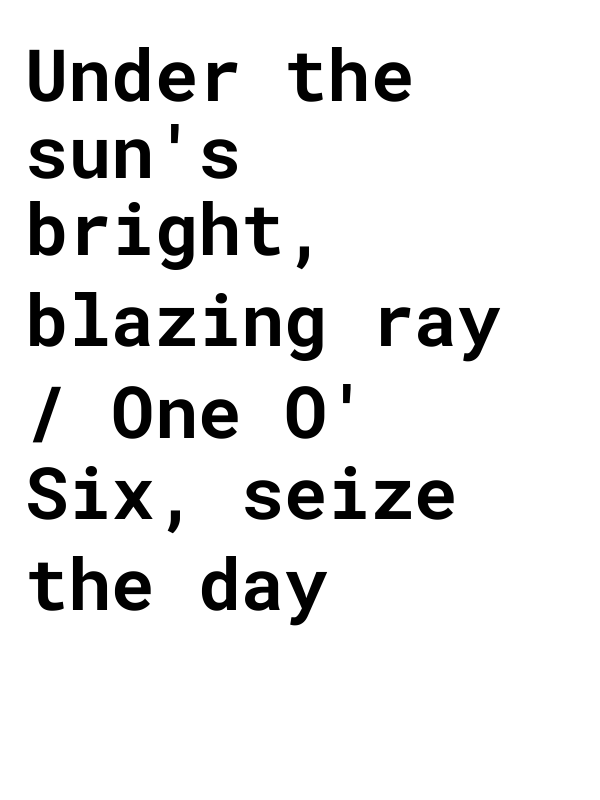 Under the
sun's
bright,
blazing ray
/ One O'
Six, seize
the day